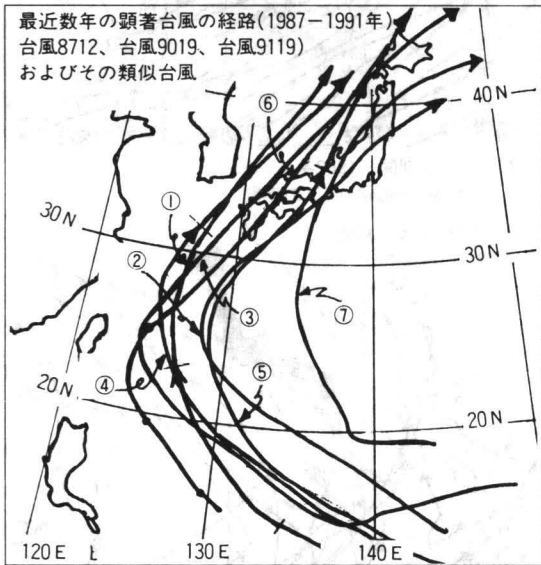 最近数年の顕著台風の経路(1987－1991年)
台風8712、台風9019、台風9119)
およびその類似台風
⑥
40N
①
30N
②
30N
③
⑦
④
⑤
20N
20N
120E
130E
140E